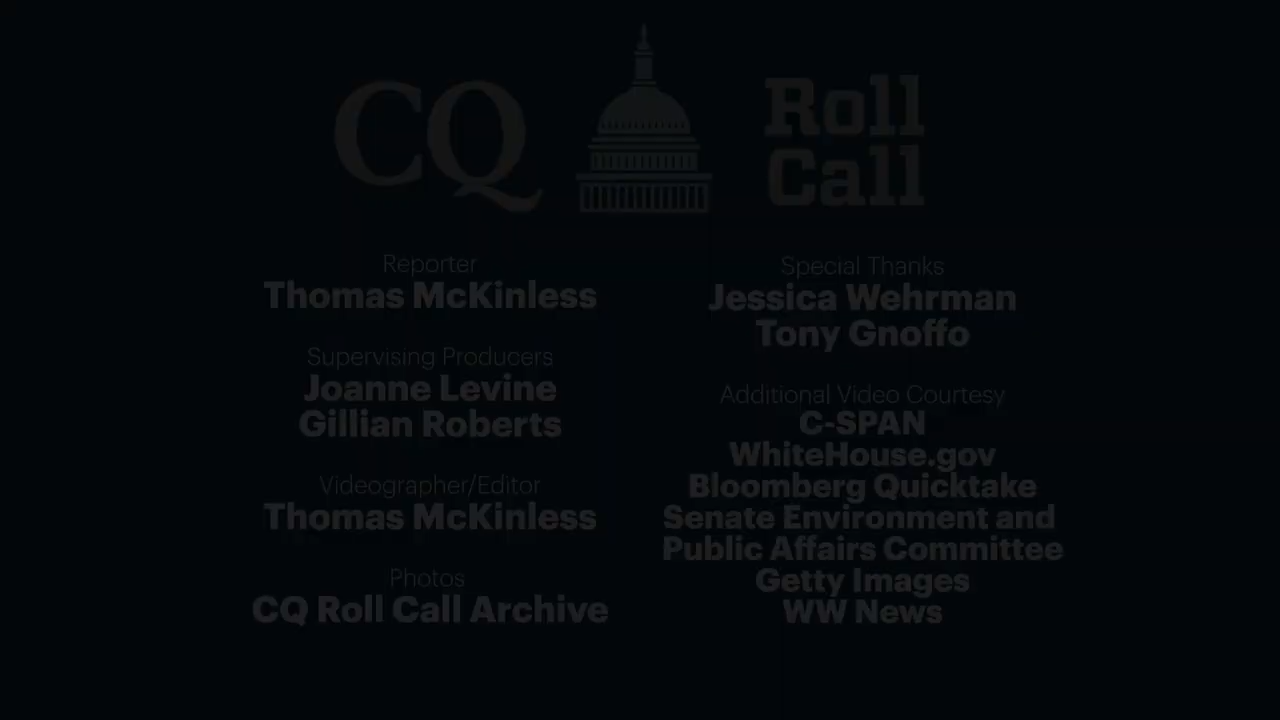 CQ
Roll
Call
Reporter
Thomas McKinless
Supervising Producers
Joanne Levine
Gillian Roberts
Videographer/Editor
Thomas McKinless
Photos
CQ Roll Call Archive
Special Thanks
Jessica Wehrman
Tony Gnoffo
Additional Video Courtesy
C-SPAN
WhiteHouse.gov
Bloomberg Quicktake
Senate Environment and
Public Affairs Committee
Getty Images
WW News